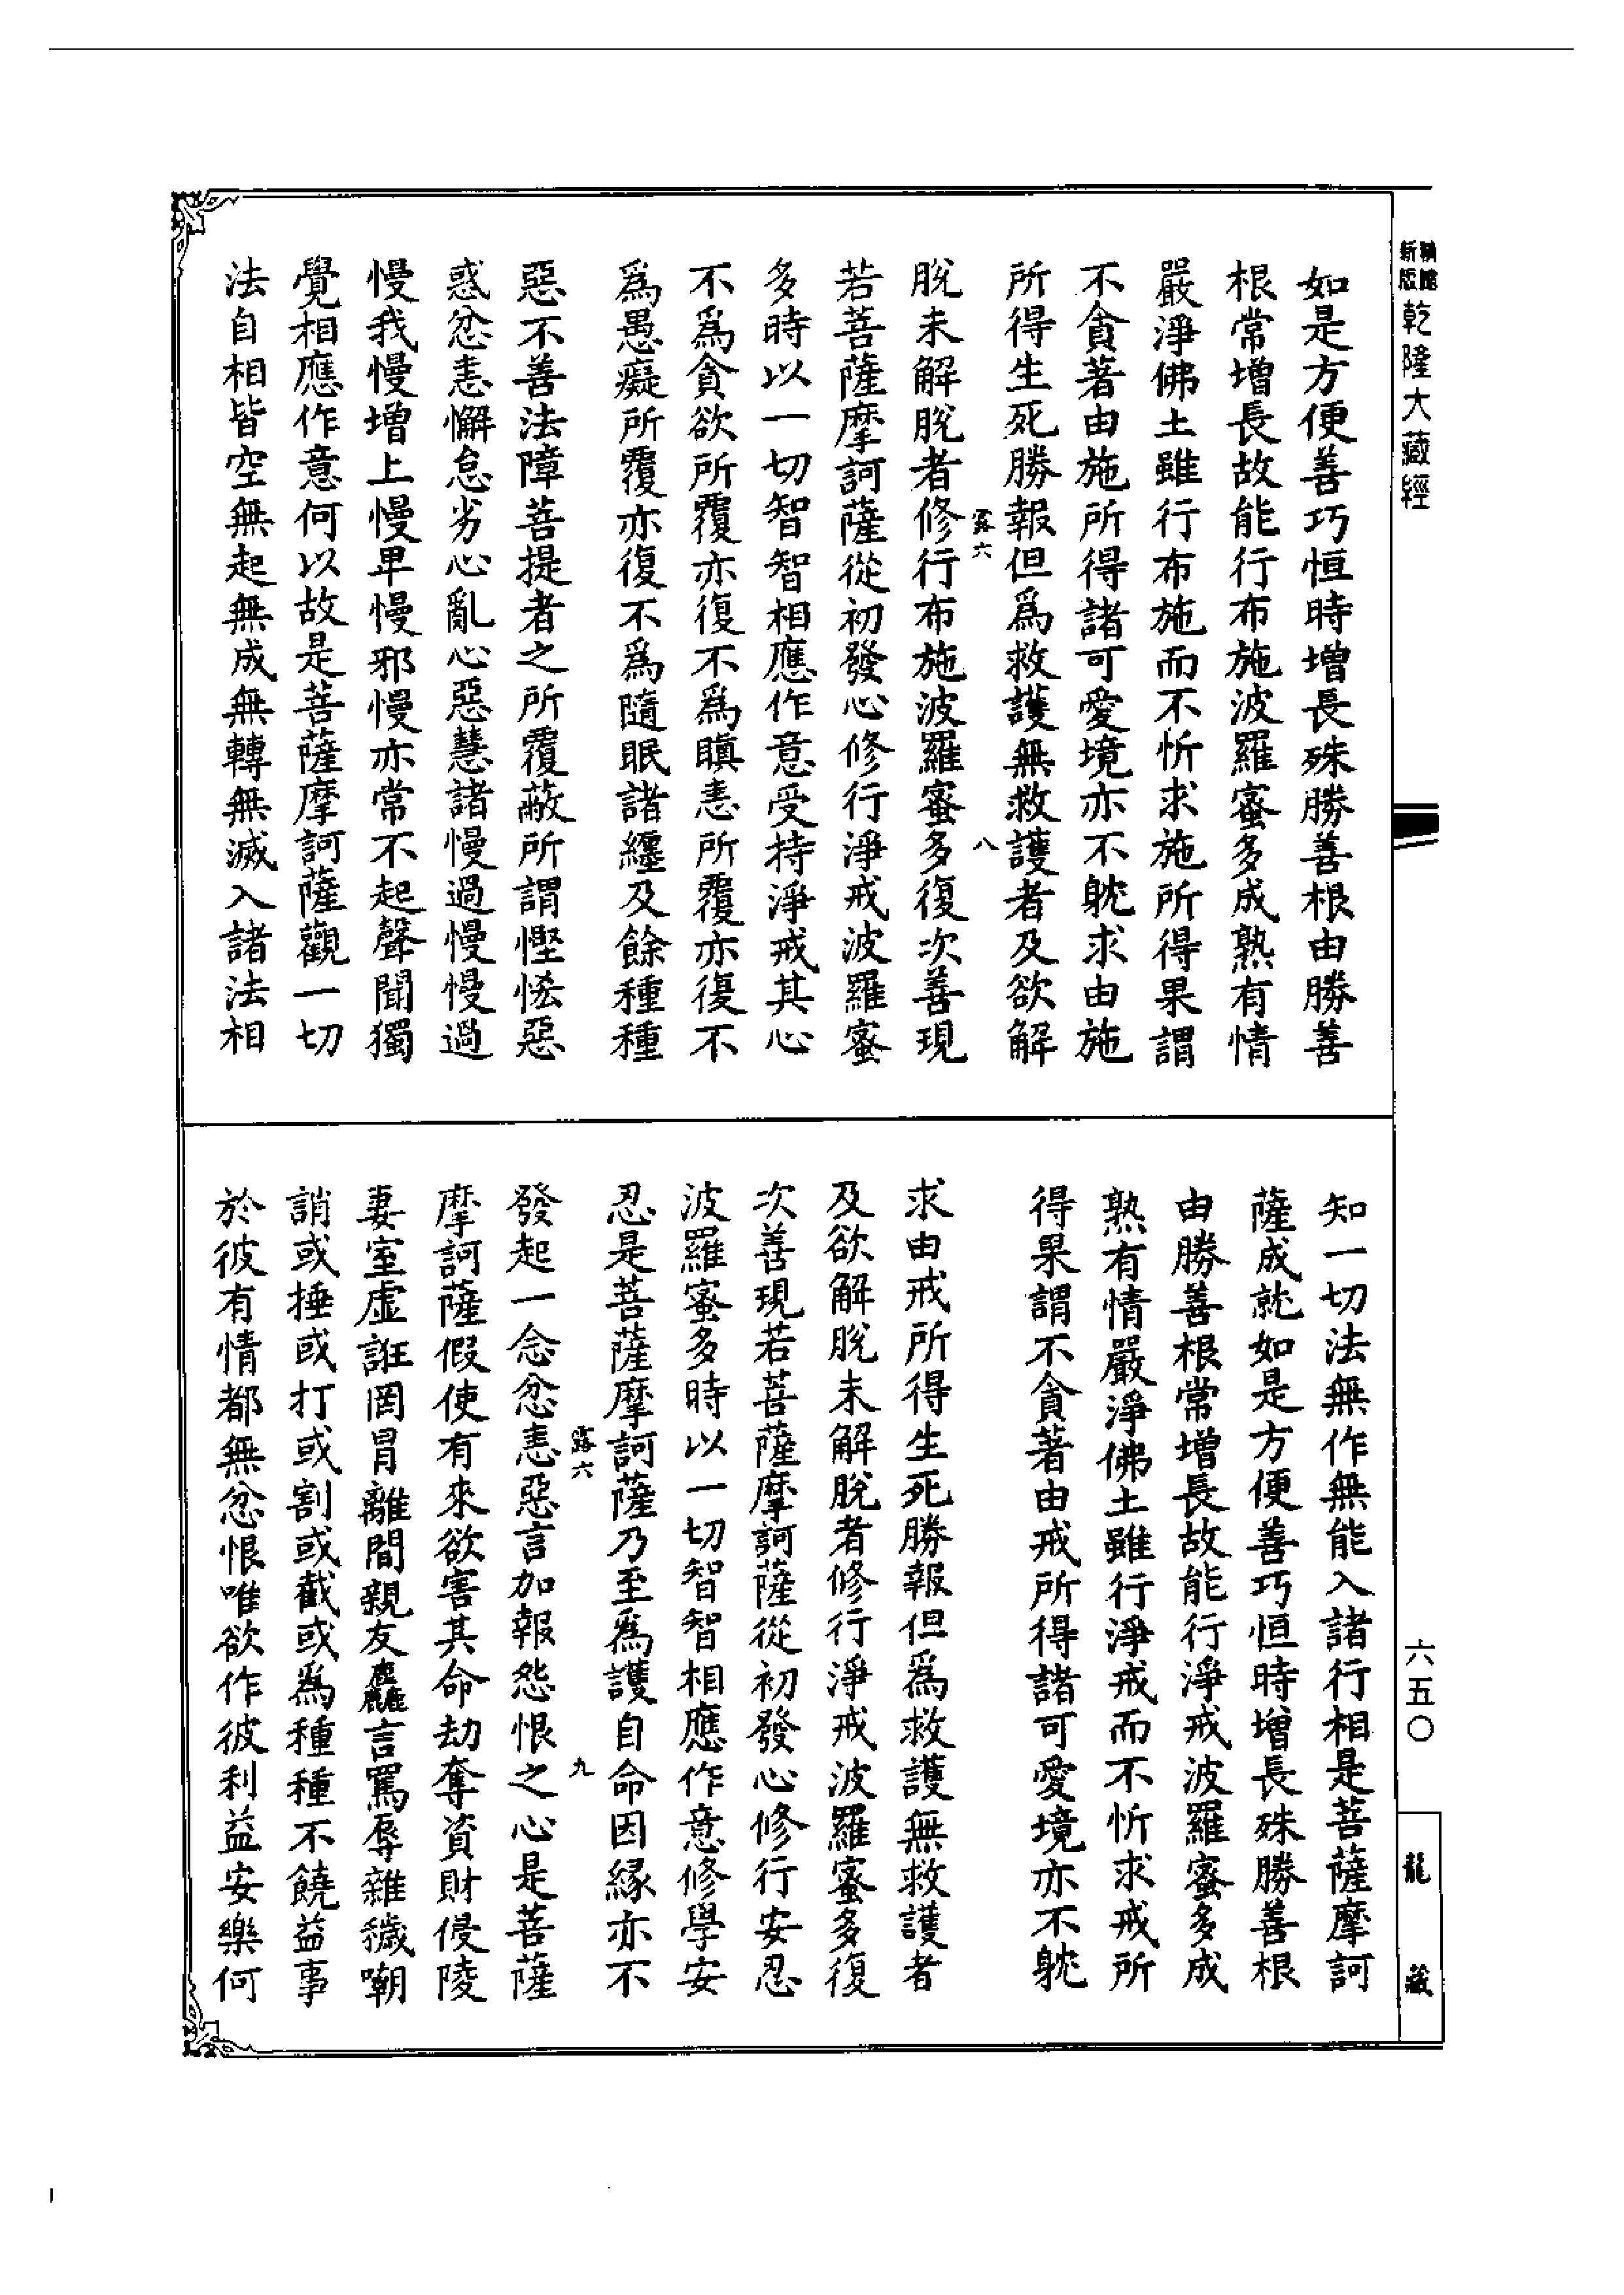 新版
精縮
乾隆大藏經
如是方便善巧恒時增長殊勝善根由勝善
根常增長故能行布施波羅蜜多成熟有情
嚴淨佛土雖行布施而不忻求施所得果謂
不貪著由施所得諸可愛境亦不躭求由施
所得生死勝報但爲救護無救護者及欲解
露六
八
脫未解脫者修行布施波羅蜜多復次善現
若菩薩摩訶薩從初發心修行淨戒波羅蜜
多時以一切智智相應作意受持淨戒其心
不爲貪欲所覆亦復不爲瞋恚所覆亦復不
爲愚癡所覆亦復不爲隨眠諸纏及餘種種
惡不善法障菩提者之所覆蔽所謂慳悋惡
惑忿恚懈怠劣心亂心惡慧諸慢過慢慢過
慢我慢增上慢卑慢慢邪慢亦常不起聲聞獨
覺相應作意何以故是菩薩摩訶薩觀一切
法自相皆空無起無成無轉無滅入諸法相
知一切法無作無能入諸行相是菩薩摩訶
薩成就如是方便善巧恒時增長殊勝善根
由勝善根常增長故能行淨戒波羅蜜多成
熟有情嚴淨佛土雖行淨戒而不忻求戒所
得果謂不貪著由戒所得諸可愛境亦不躭
求由戒所得生死勝報但爲救護無救護者
及欲解脫未解脫者修行淨戒波羅蜜多復
次善現若菩薩摩訶薩從初發心修行安忍
波羅蜜多時以一切智智相應作意修學安
忍是菩薩摩訶薩乃至爲護自命因緣亦不
露六
九
發起一念忿恚惡言加報怨恨之心是菩薩
摩訶薩假使有來欲害其命劫奪資財侵陵
妻室虛誑罔冒離間親友麤言罵辱雜穢嘲
誚或捶或打或割或截或爲種種不饒益事
於彼有情都無忿恨唯欲作彼利益安樂何
六五〇
龍藏